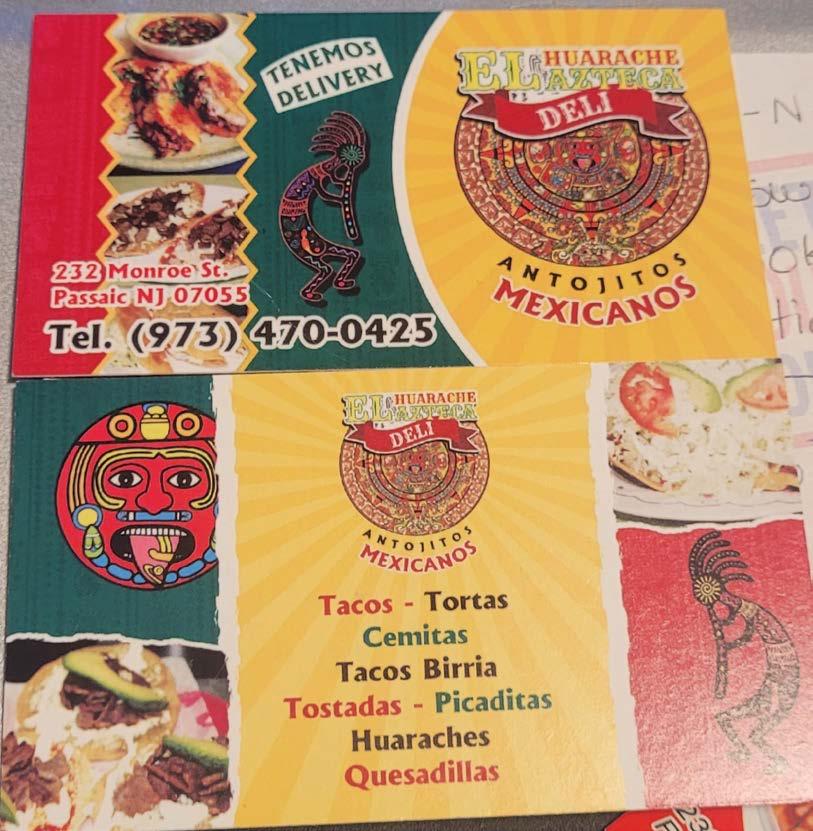 TENEMOS
DELIVERY
EL HUARACHE
AZTECA
DELI
ANTOJITOS
MEXICANOS
232 Monroe St.
Passaic NJ 07055
Tel. (973) 470-0425
EL HUARACHE
AZTECA
DELI
ANTOJITOS
MEXICANOS
Tacos - Tortas
Cemitas
Tacos Birria
Tostadas - Picaditas
Huaraches
Quesadillas
-N